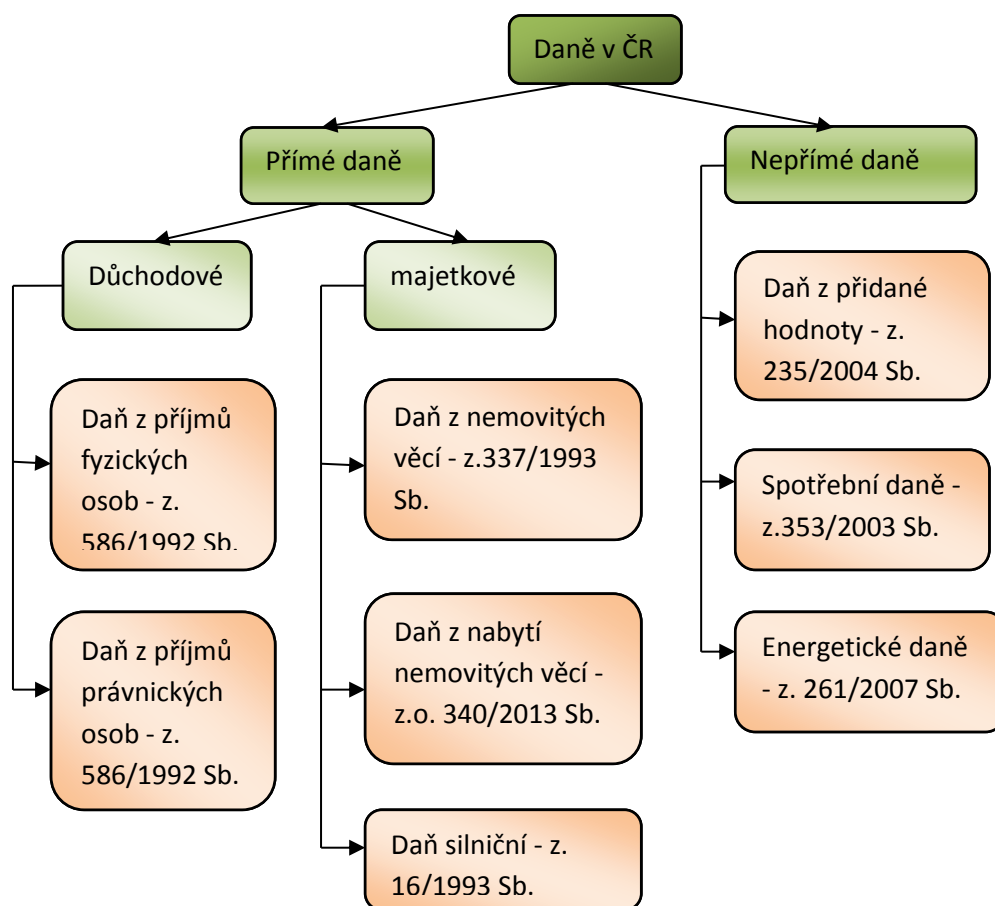 Daně v ČR
Přímé daně
Nepřímé daně
Důchodové
majetkové
Daň z příjmů
fyzických
osob - z.
586/1992 Sb.
Daň z příjmů
právnických
osob - z.
586/1992 Sb.
Daň z nemovitých
věcí - z.337/1993
Sb.
Daň z nabytí
nemovitých věcí -
z.o. 340/2013 Sb.
Daň silniční - z.
16/1993 Sb.
Daň z přidané
hodnoty - z.
235/2004 Sb.
Spotřební daně -
z.353/2003 Sb.
Energetické daně
- z. 261/2007 Sb.